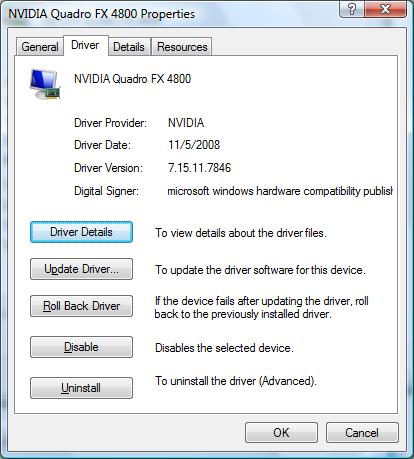 NVIDIA Quadro FX 4800 Properties
General Driver Details Resources
NVIDIA Quadro FX 4800
Driver Provider: NVIDIA
Driver Date: 11/5/2008
Driver Version: 7.15.11.7846
Digital Signer: microsoft windows hardware compatibility publish
Driver Details To view details about the driver files.
Update Driver... To update the driver software for this device.
Roll Back Driver If the device fails after updating the driver, roll
back to the previously installed driver.
Disable Disables the selected device.
Uninstall To uninstall the driver (Advanced).
OK Cancel